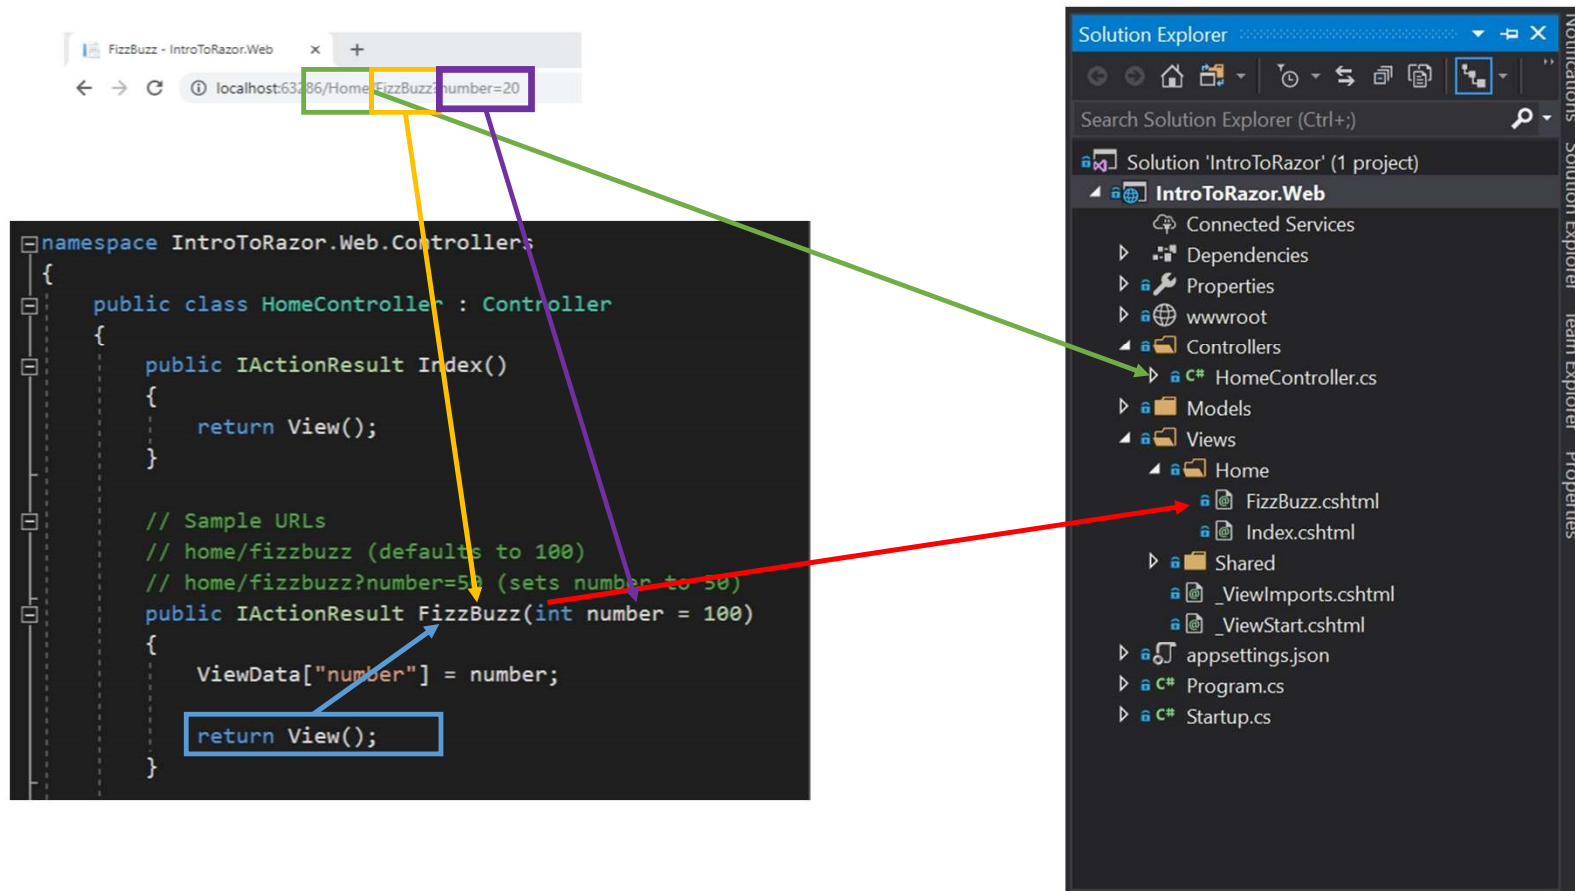 FizzBuzz - IntroToRazor.Web
localhost:63286/Home/FizzBuzz?number=20
namespace IntroToRazor.Web.Controllers
{
public class HomeController : Controller
{
public IActionResult Index()
{
return View();
}
// Sample URLs
// home/fizzbuzz (defaults to 100)
// home/fizzbuzz?number=50 (sets number to 50)
public IActionResult FizzBuzz(int number = 100)
{
ViewData["number"] = number;
return View();
}
Solution Explorer
Search Solution Explorer (Ctrl+;)
Solution 'IntroToRazor' (1 project)
IntroToRazor.Web
Connected Services
Dependencies
Properties
wwwroot
Controllers
C# HomeController.cs
Models
Views
Home
FizzBuzz.cshtml
Index.cshtml
Shared
_ViewImports.cshtml
_ViewStart.cshtml
appsettings.json
C# Program.cs
C# Startup.cs
Notifications
Solution Explorer
Team Explorer
Properties